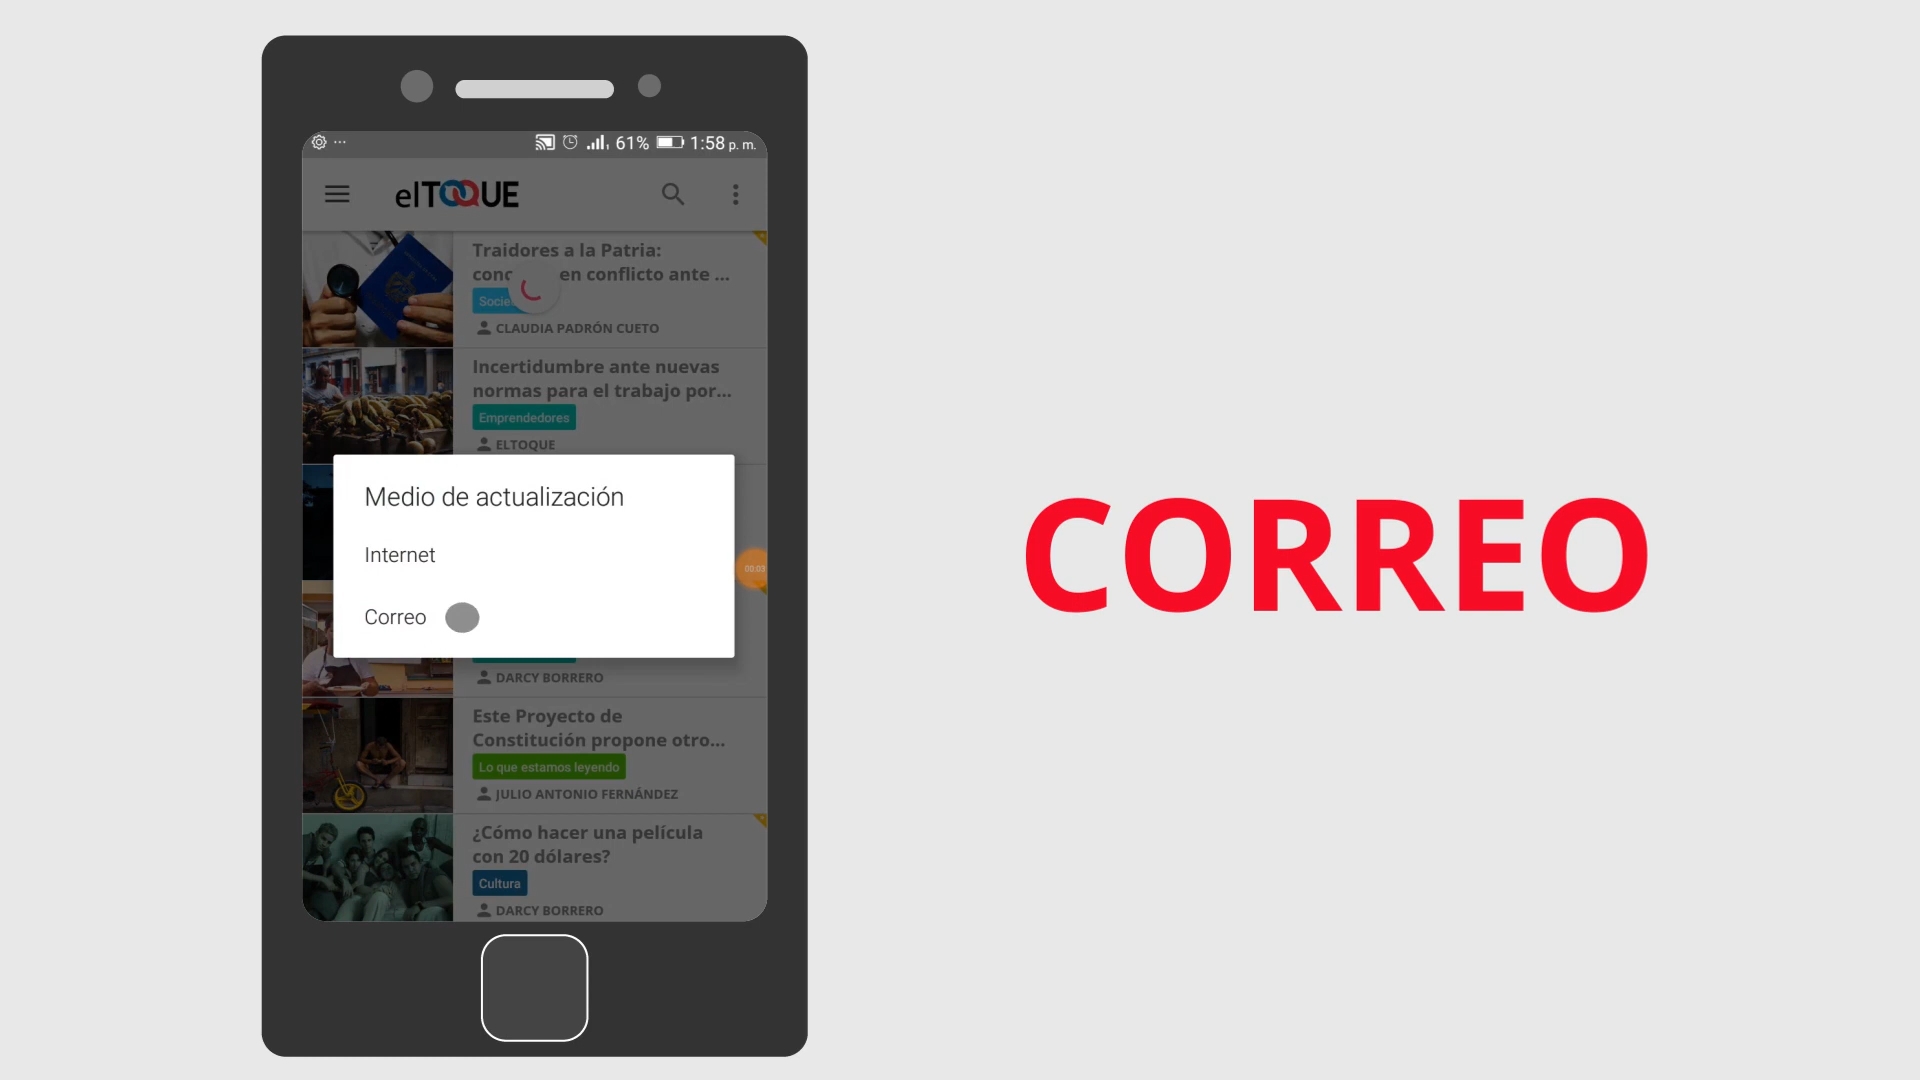 61% 1:58 p. m.
elTOQUE
Traidores a la Patria:
en conflicto ante ...
CLAUDIA PADRÓN CUETO
Incertidumbre ante nuevas
normas para el trabajo por...
Emprendedores
ELTOQUE
Medio de actualización
Internet
00:03
Correo
DARCY BORRERO
Este Proyecto de
Constitución propone otro...
Lo que estamos leyendo
JULIO ANTONIO FERNÁNDEZ
¿Cómo hacer una película
con 20 dólares?
Cultura
DARCY BORRERO
CORREO